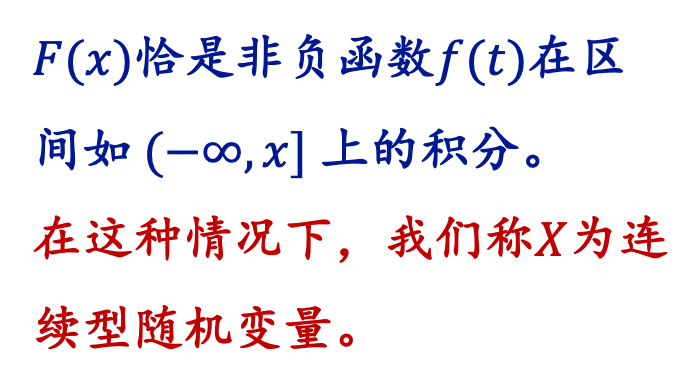 F(x)恰是非负函数f(t)在区
间如 (−∞,x] 上的积分。
在这种情况下，我们称X为连
续型随机变量。